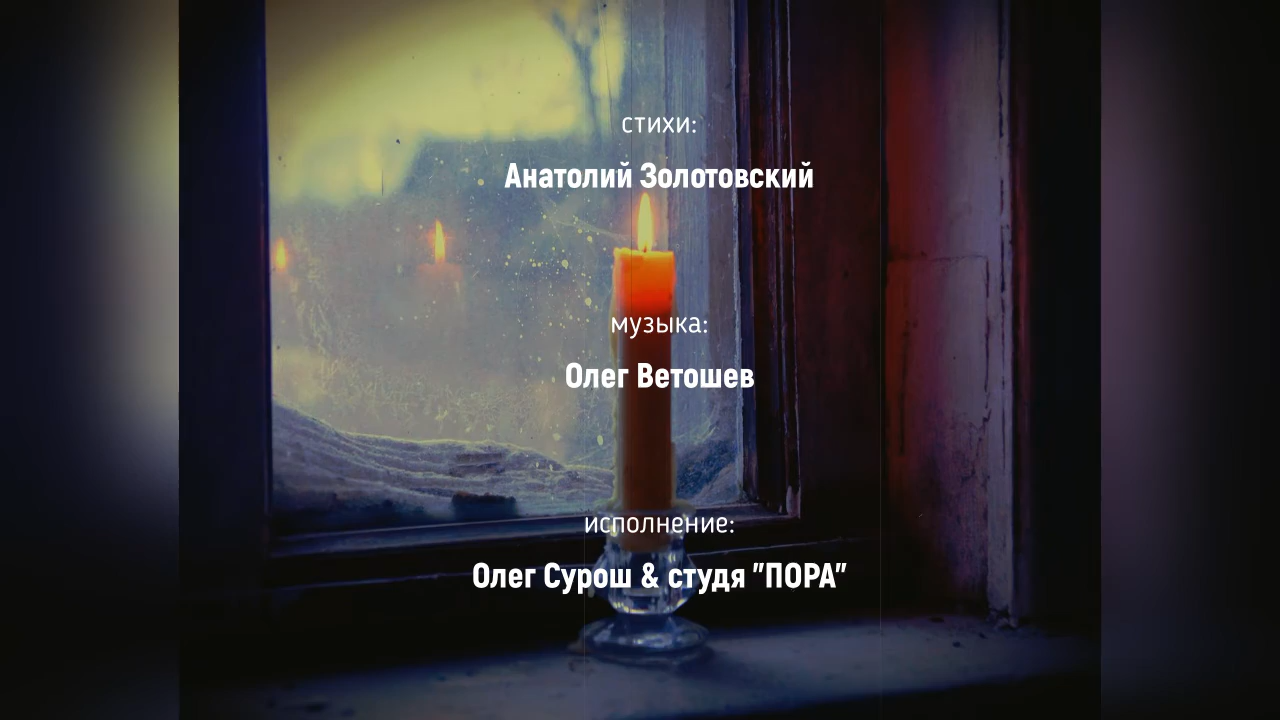 стихи:
Анатолий Золотовский
музыка:
Олег Ветошев
исполнение:
Олег Сурош & студя "ПОРА"